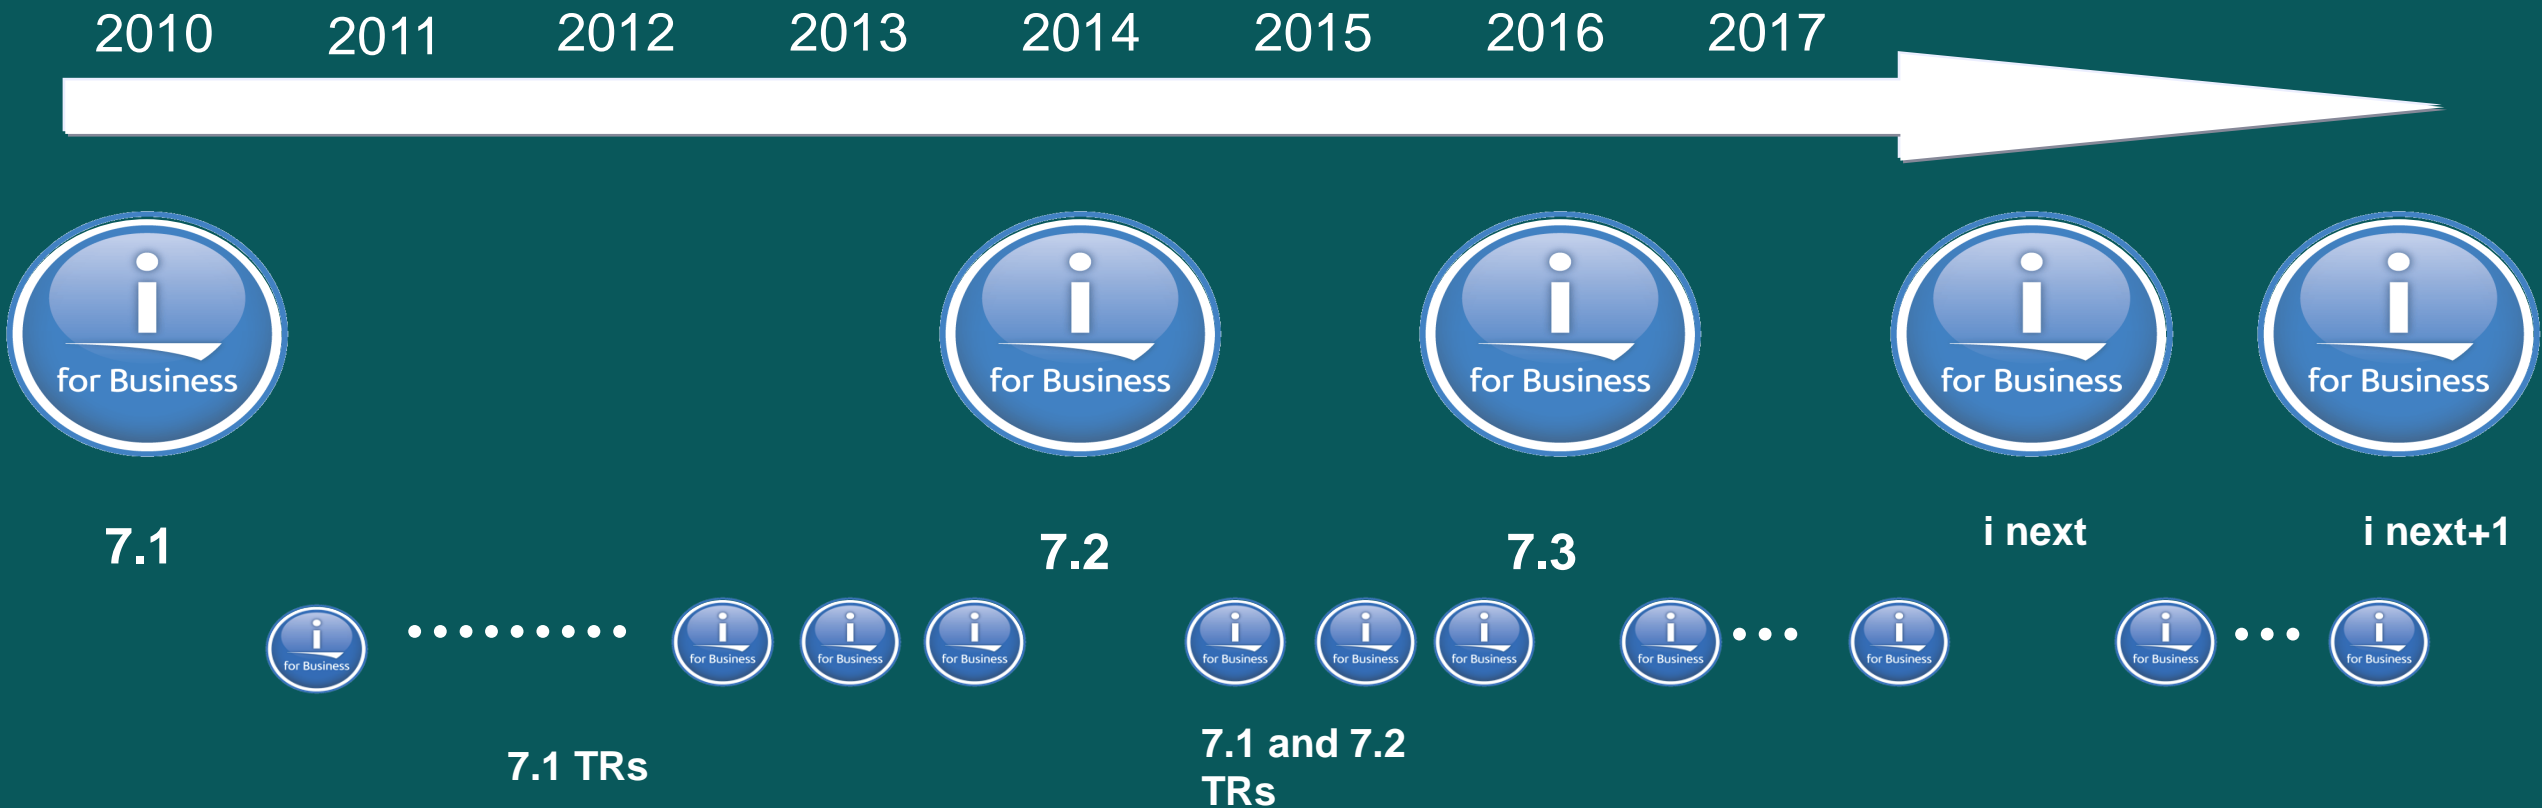 2010 2011 2012 2013 2014 2015 2016 2017
i i i i i
for Business for Business for Business for Business for Business
7.1 7.2 7.3 i next i next+1
i i i i i i i i i i i
for Business for Business for Business for Business for Business for Business for Business for Business for Business for Business for Business
7.1 TRs
7.1 and 7.2
TRs